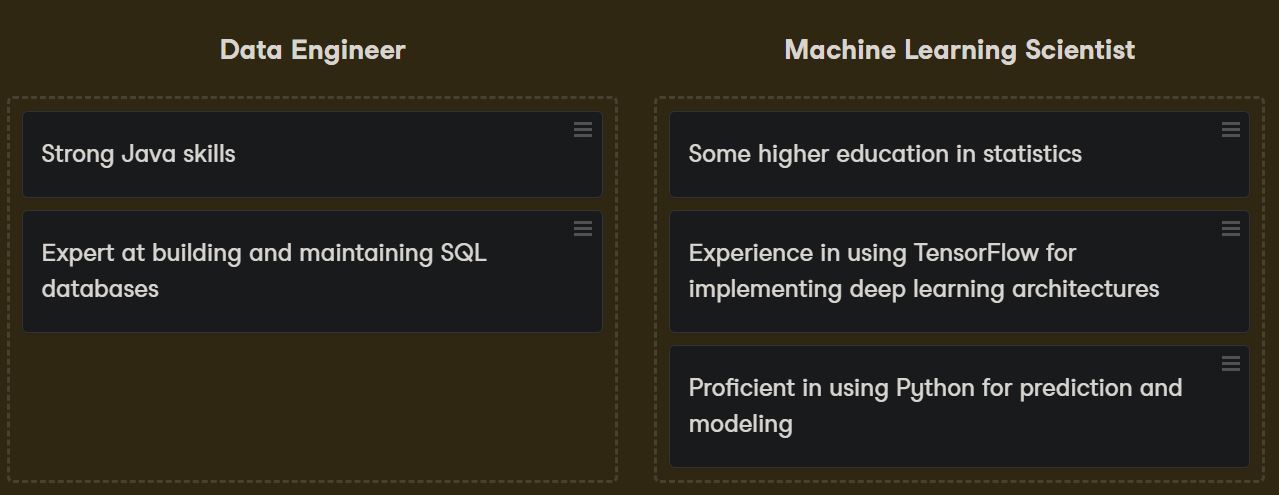 Data Engineer
Strong Java skills
Expert at building and maintaining SQL
databases
Machine Learning Scientist
Some higher education in statistics
Experience in using TensorFlow for
implementing deep learning architectures
Proficient in using Python for prediction and
modeling